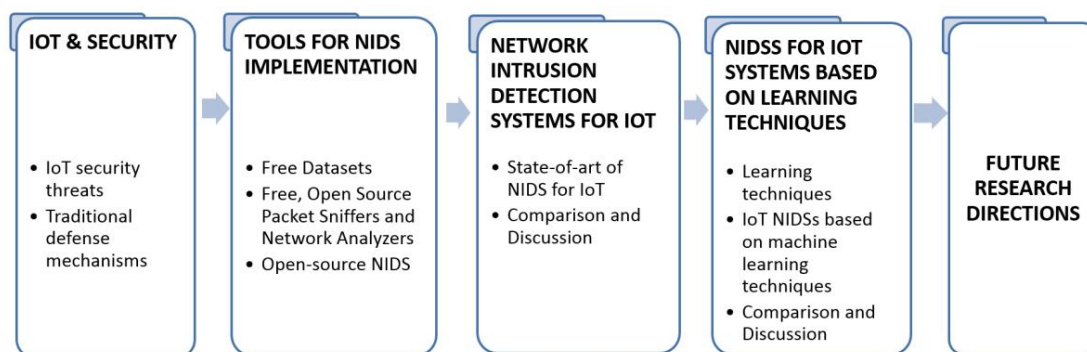 IOT & SECURITY
• IoT security
threats
• Traditional
defense
mechanisms
TOOLS FOR NIDS
IMPLEMENTATION
• Free Datasets
• Free, Open Source
Packet Sniffers and
Network Analyzers
• Open-source NIDS
NETWORK
INTRUSION
DETECTION
SYSTEMS FOR IOT
• State-of-art of
NIDS for IoT
• Comparison and
Discussion
NIDSS FOR IOT
SYSTEMS BASED
ON LEARNING
TECHNIQUES
• Learning
techniques
• IoT NIDSs based
on machine
learning
techniques
• Comparison and
Discussion
FUTURE
RESEARCH
DIRECTIONS